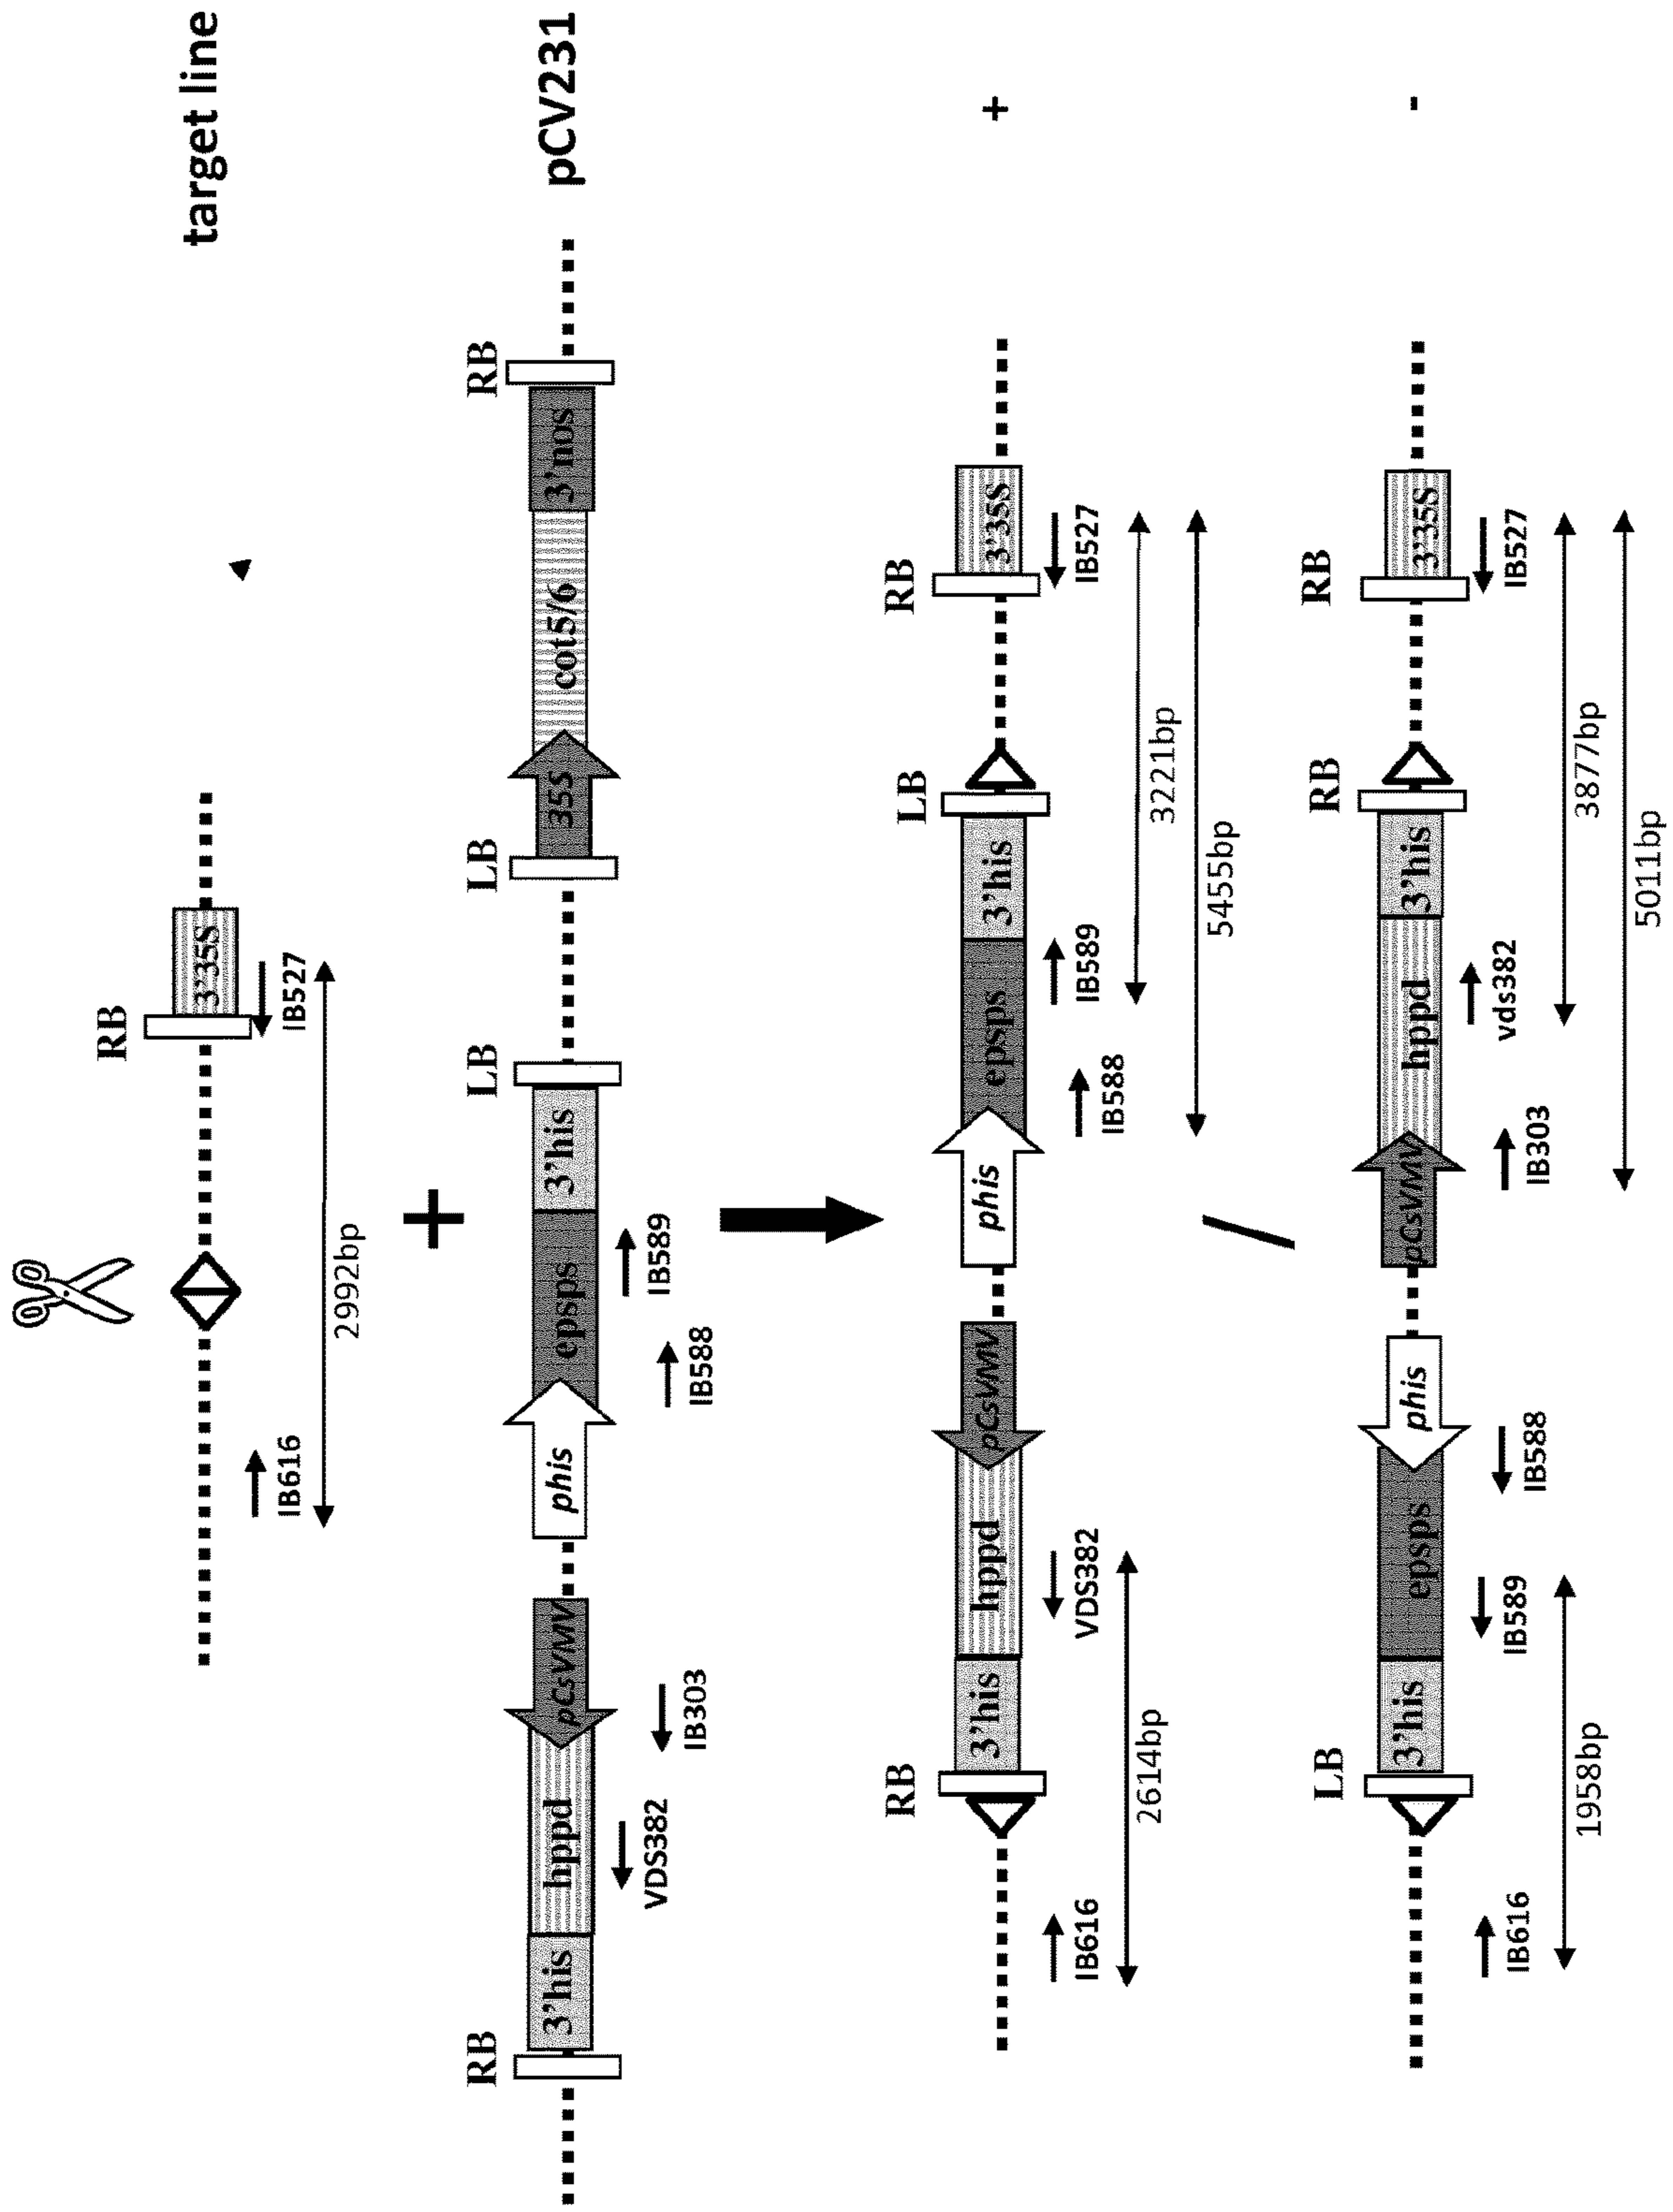 target line
RB
3'35S
IB616
IB527
2992bp
+
pCV231
RB
LB
LB
RB
3'his
hppd
pCsVMV
phis
epsps
3'his
35S
cot5/6
3'nos
VDS382
IB303
IB588
IB589
+
RB
LB
RB
3'his
hppd
pCsVMV
phis
epsps
3'his
3'35S
IB616
VDS382
IB588
IB589
IB527
2614bp
3221bp
5455bp
/
-
LB
RB
RB
3'his
epsps
phis
pCsVMV
hppd
3'his
3'35S
IB616
IB589
IB588
IB303
vds382
IB527
1958bp
3877bp
5011bp